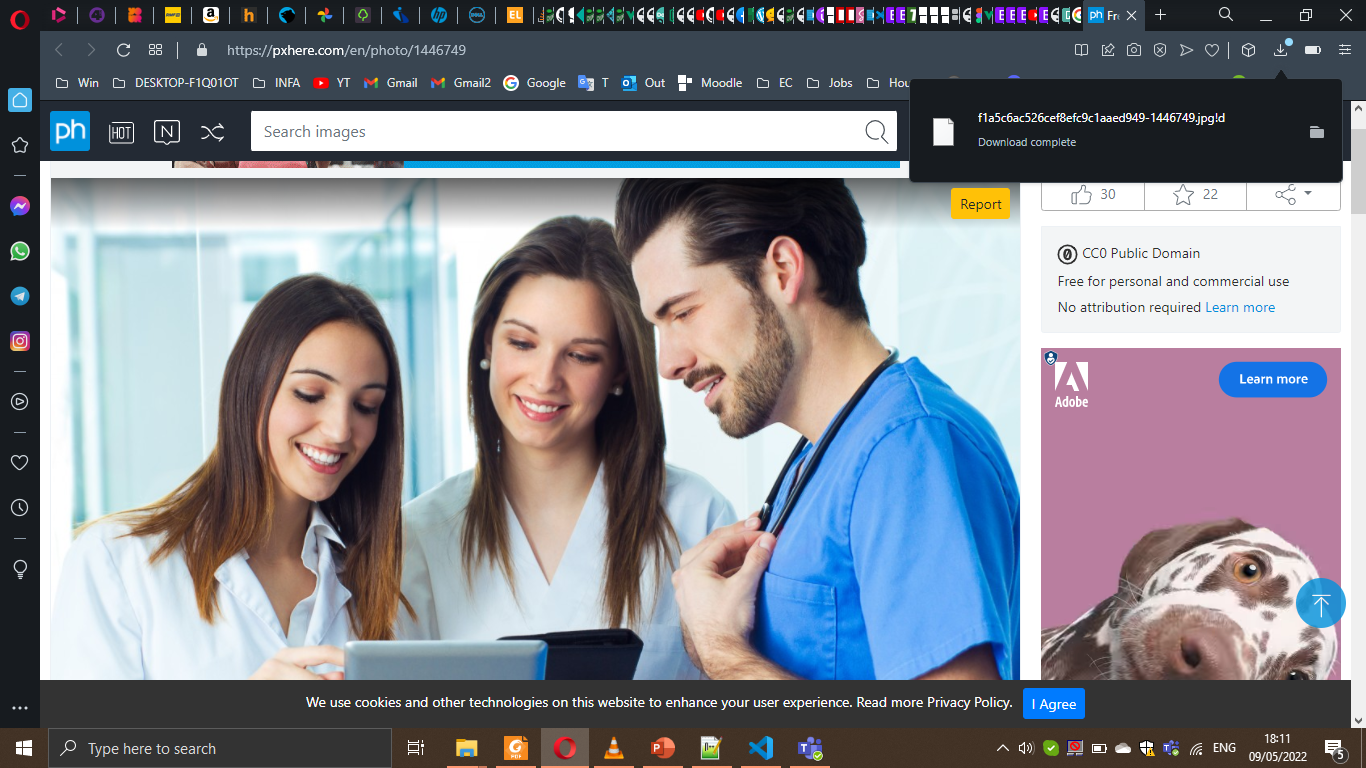 EL
Fr
https://pxhere.com/en/photo/1446749
Win
DESKTOP-F1Q01OT
INFA
YT
Gmail
Gmail2
Google
T
Out
Moodle
EC
Jobs
Hou
f1a5c6ac526cef8efc9c1aaed949-1446749.jpg!d
Download complete
ph
HOT
N
Search images
Report
30
22
CC0 Public Domain
Free for personal and commercial use
No attribution required Learn more
Adobe
Learn more
We use cookies and other technologies on this website to enhance your user experience. Read more Privacy Policy.
I Agree
Type here to search
ENG
18:11
09/05/2022
5